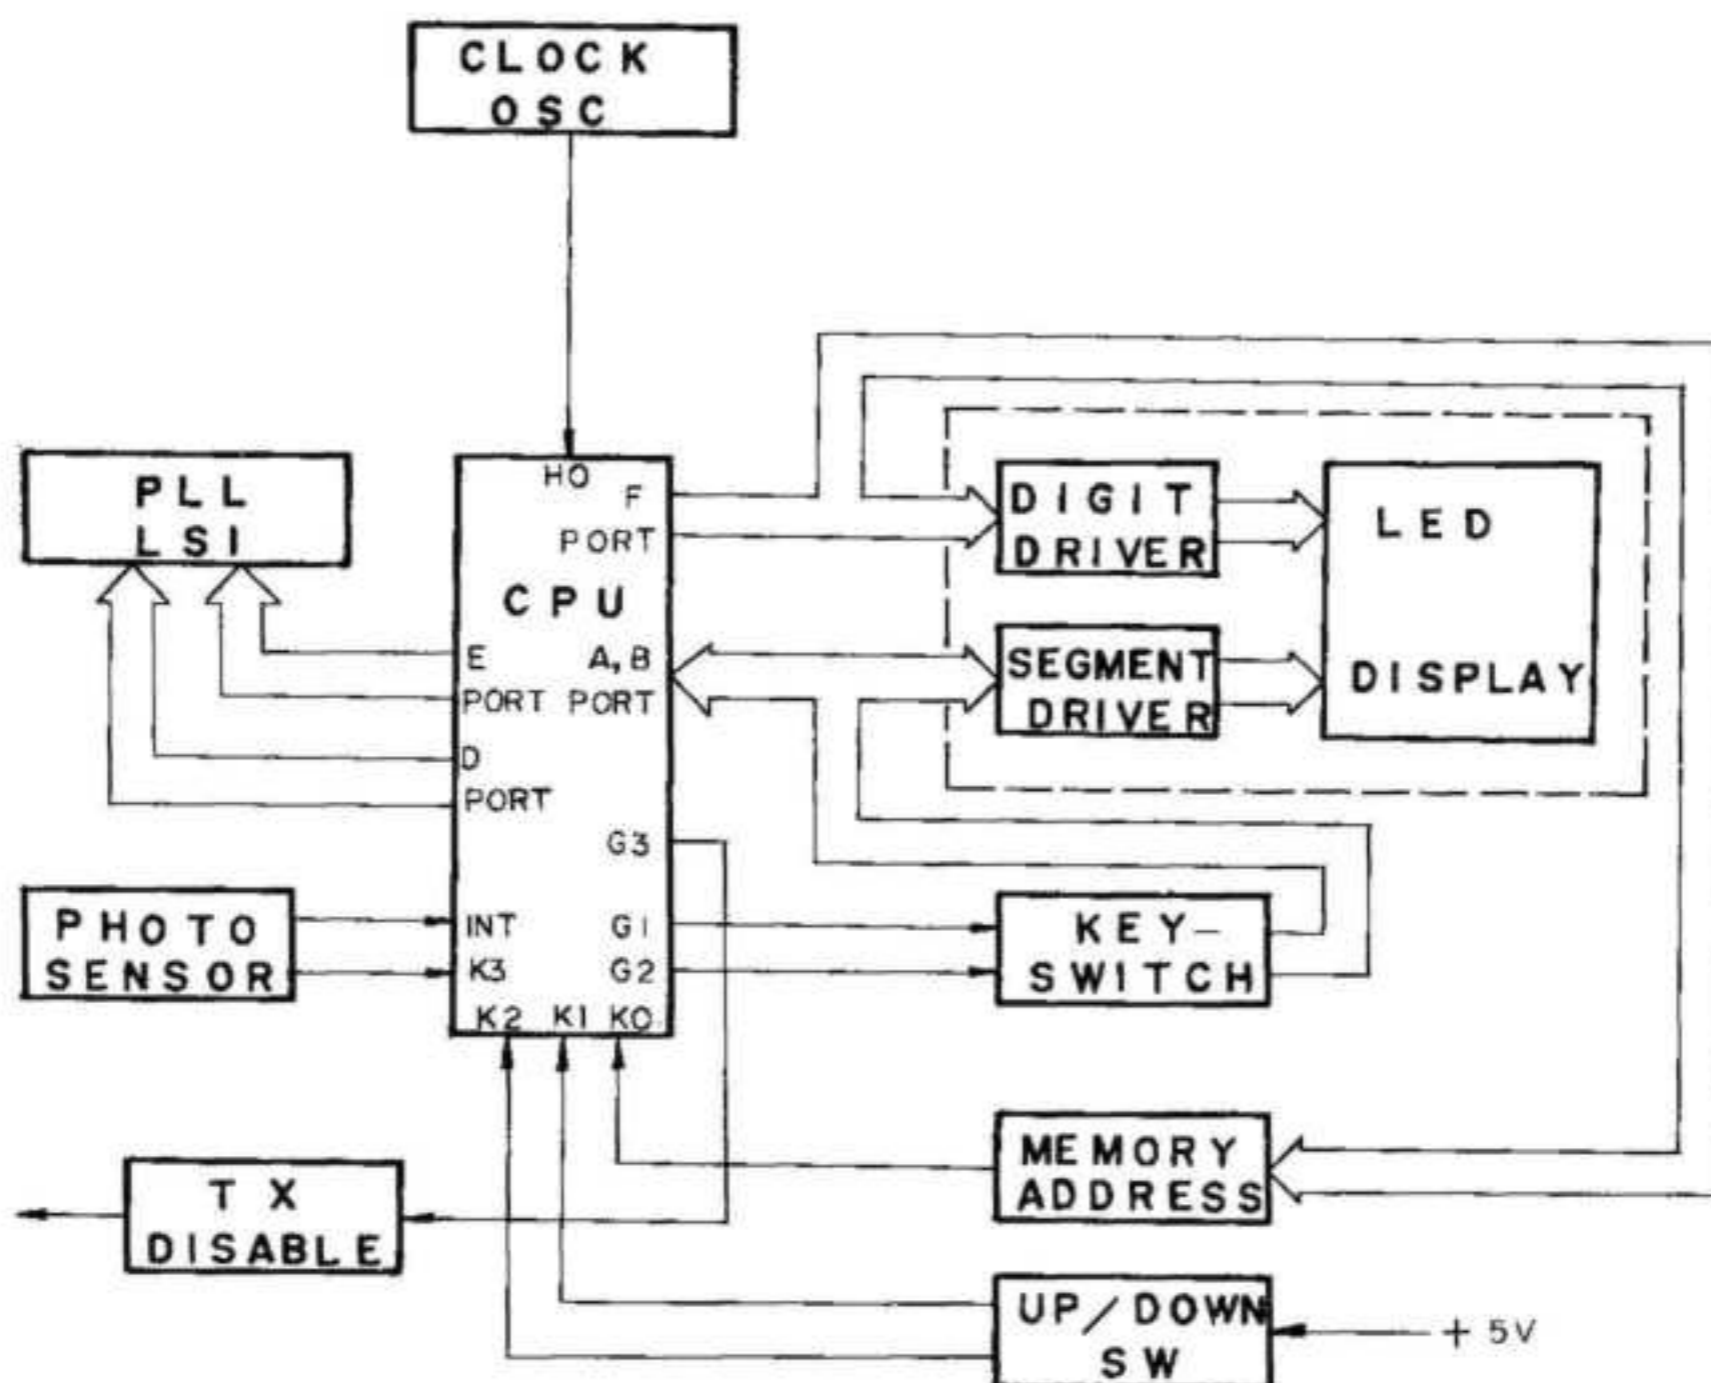 CLOCK
OSC
PLL
LSI
HO
F
PORT
CPU
E
A, B
PORT
PORT
D
PORT
G3
INT
G1
K3
G2
K2
K1
KO
DIGIT
DRIVER
LED
DISPLAY
SEGMENT
DRIVER
PHOTO
SENSOR
KEY-
SWITCH
MEMORY
ADDRESS
TX
DISABLE
UP/DOWN
SW
+ 5V